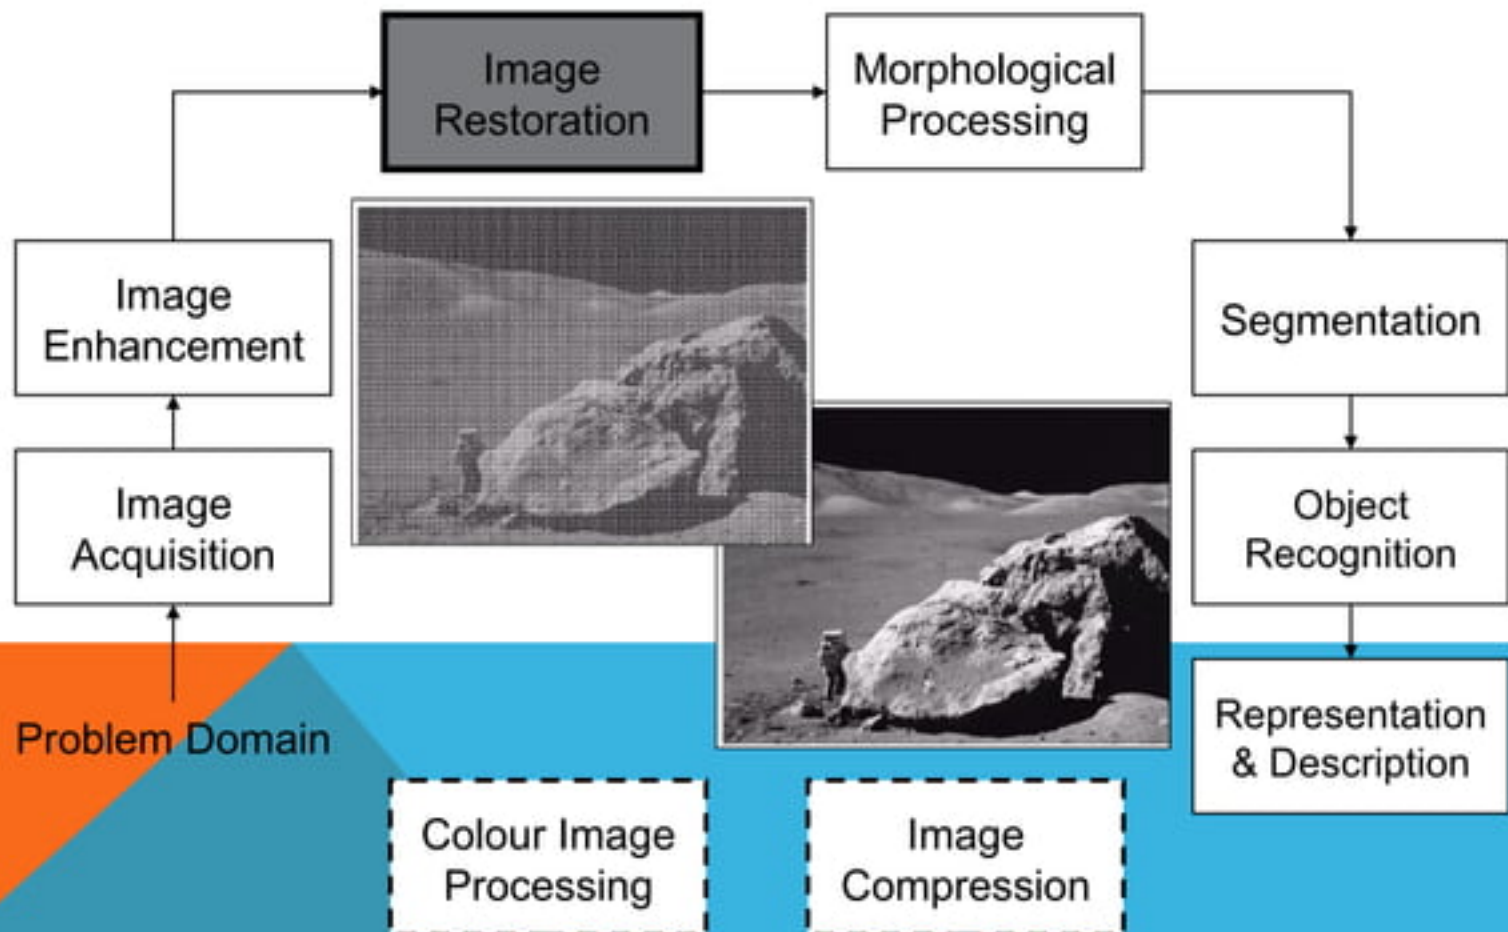 Image
Restoration
Morphological
Processing
Image
Enhancement
Segmentation
Image
Acquisition
Object
Recognition
Problem Domain
Representation
& Description
Colour Image
Processing
Image
Compression